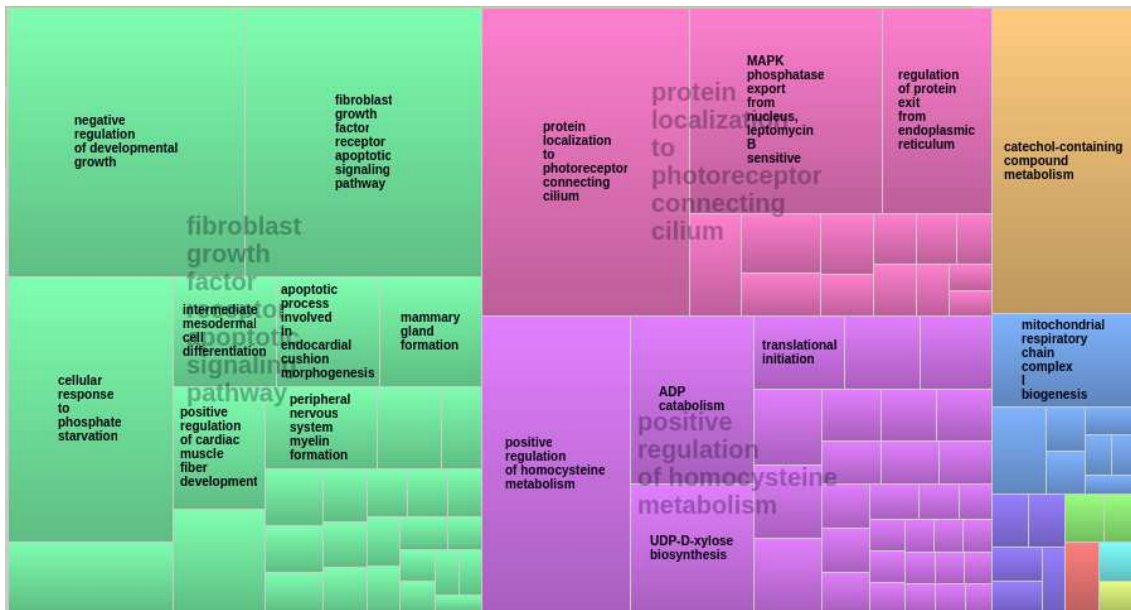 negative
regulation
of developmental
growth
fibroblast
growth
factor
receptor
apoptotic
signaling
pathway
fibroblast
growth
factor
receptor
apoptotic
signaling
pathway
cellular
response
to
phosphate
starvation
intermediate
mesodermal
cell
differentiation
apoptotic
process
involved
in
endocardial
cushion
morphogenesis
mammary
gland
formation
positive
regulation
of cardiac
muscle
fiber
development
peripheral
nervous
system
myelin
formation
protein
localization
to
photoreceptor
connecting
cilium
protein
localization
to
photoreceptor
connecting
cilium
MAPK
phosphatase
export
from
nucleus,
leptomycin
B
sensitive
regulation
of protein
exit
from
endoplasmic
reticulum
positive
regulation
of homocysteine
metabolism
ADP
catabolism
translational
initiation
positive
regulation
of homocysteine
metabolism
UDP-D-xylose
biosynthesis
catechol-containing
compound
metabolism
mitochondrial
respiratory
chain
complex
I
biogenesis